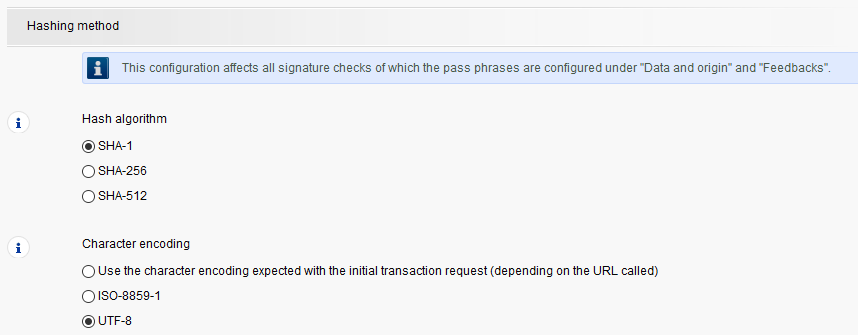 Hashing method
This configuration affects all signature checks of which the pass phrases are configured under "Data and origin" and "Feedbacks".
Hash algorithm
SHA-1
SHA-256
SHA-512
Character encoding
Use the character encoding expected with the initial transaction request (depending on the URL called)
ISO-8859-1
UTF-8